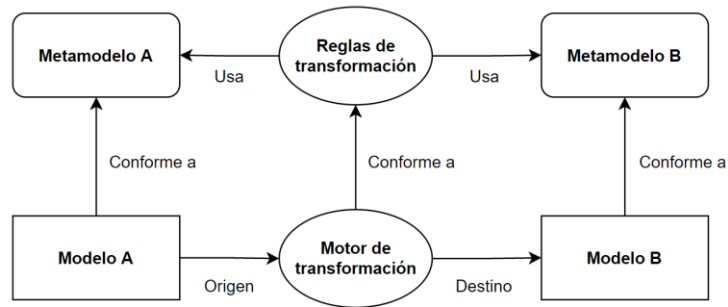 Metamodelo A
Reglas de
transformación
Metamodelo B
Usa
Usa
Conforme a
Conforme a
Conforme a
Modelo A
Motor de
transformación
Modelo B
Origen
Destino